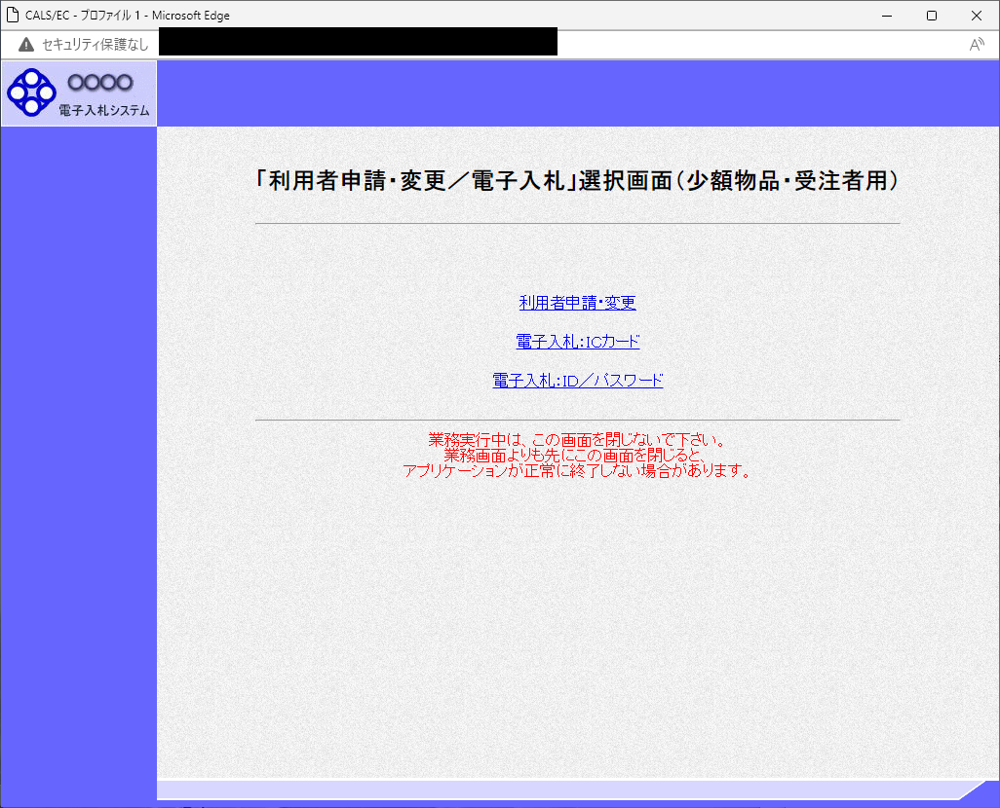 CALS/EC - プロファイル 1 - Microsoft Edge
セキュリティ保護なし
A
○○○○
電子入札システム
「利用者申請・変更／電子入札」選択画面（少額物品・受注者用）
利用者申請・変更
電子入札：ICカード
電子入札：ID／パスワード
業務実行中は、この画面を閉じないで下さい。
業務画面よりも先にこの画面を閉じると、
アプリケーションが正常に終了しない場合があります。